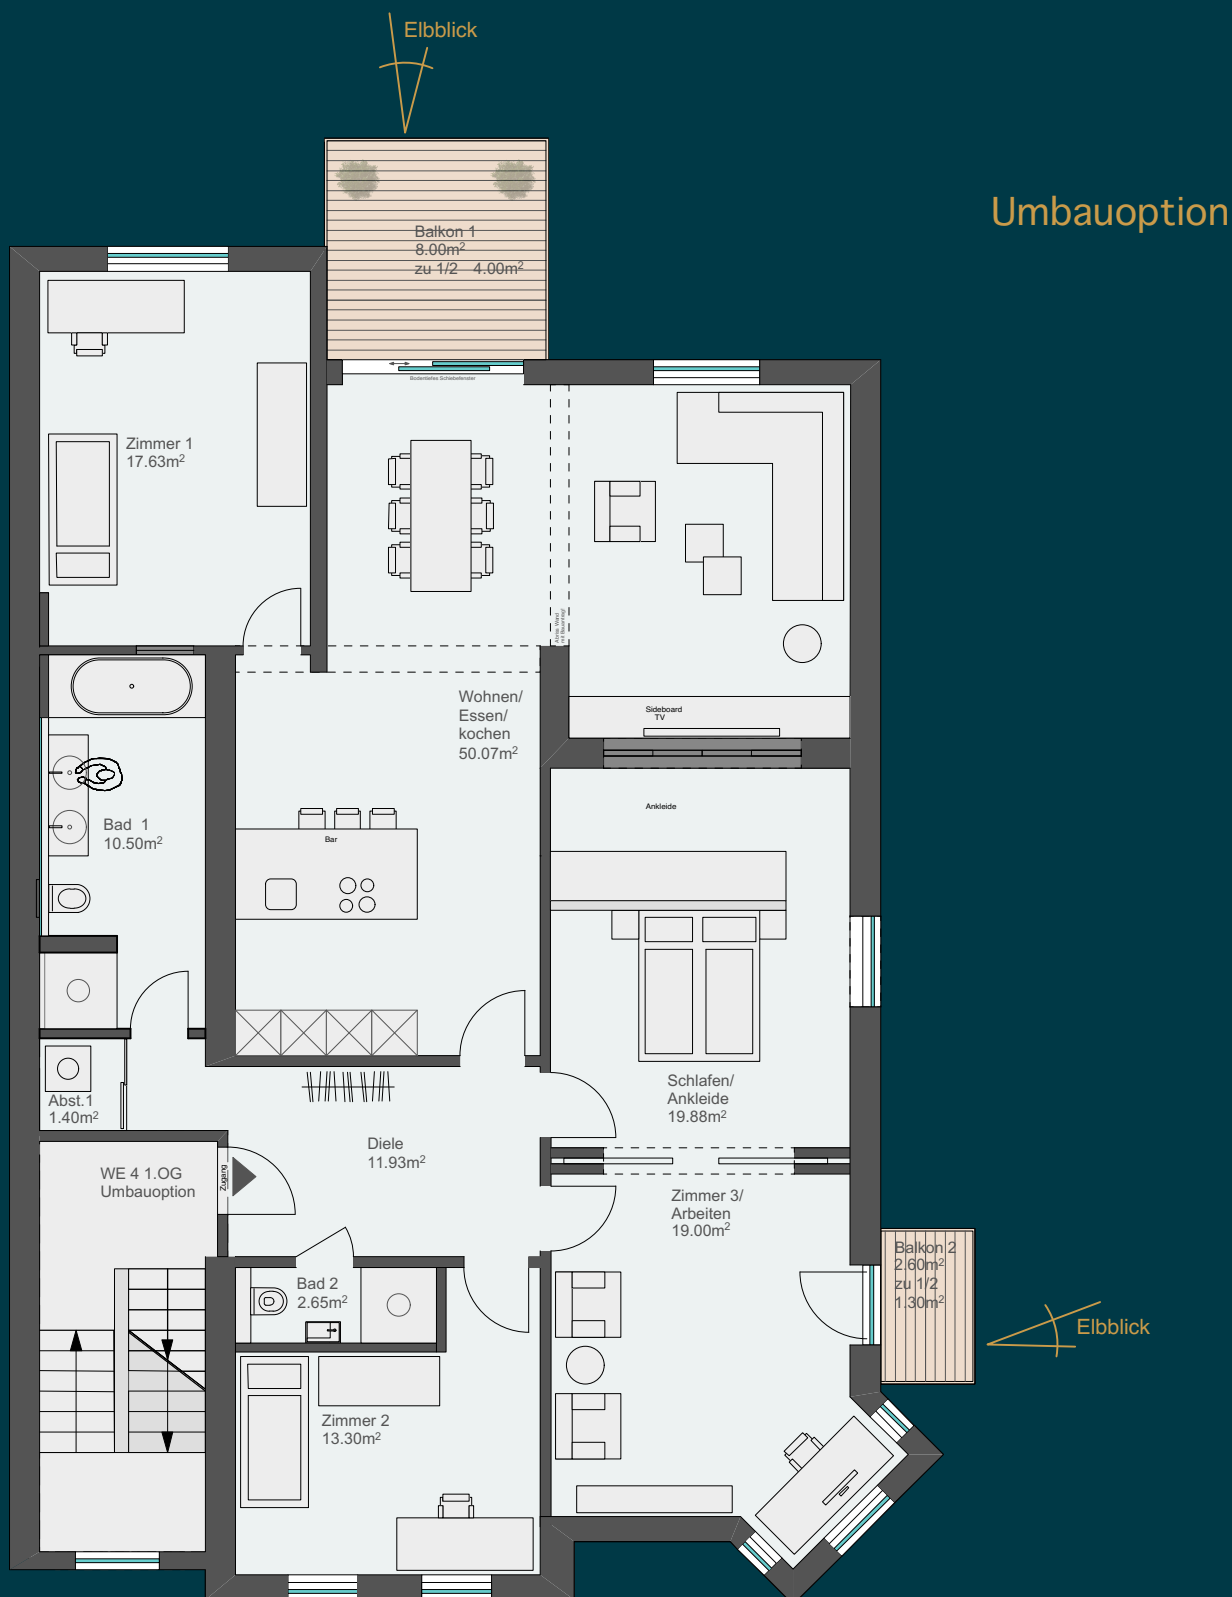 Elbblick
Umbauoption
Balkon 1
8.00m²
zu 1/2 4.00m²
Bodentiefes Schiebefenster
Zimmer 1
17.63m²
Wohnen/
Essen/
kochen
50.07m²
Sideboard
TV
Ankleide
Bar
Bad 1
10.50m²
Schlafen/
Ankleide
19.88m²
Abst.1
1.40m²
Diele
11.93m²
WE 4 1.OG
Umbauoption
Zugang
Zimmer 3/
Arbeiten
19.00m²
Balkon 2
2.60m²
zu 1/2
1.30m²
Elbblick
Bad 2
2.65m²
Zimmer 2
13.30m²